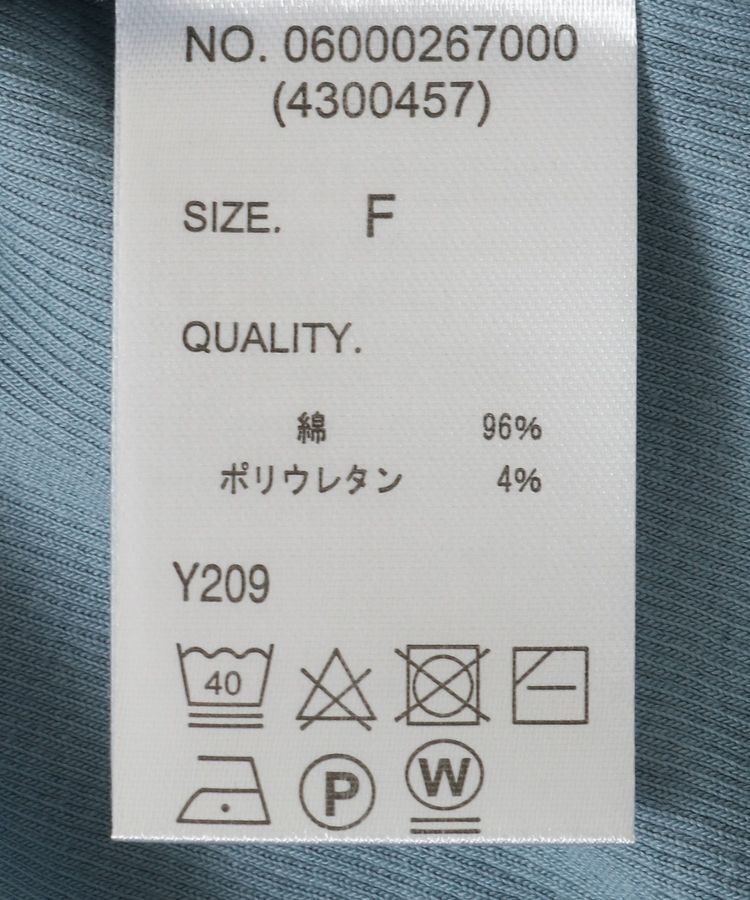 NO. 06000267000
(4300457)
SIZE. F
QUALITY.
綿 96%
ポリウレタン 4%
Y209
40
P W